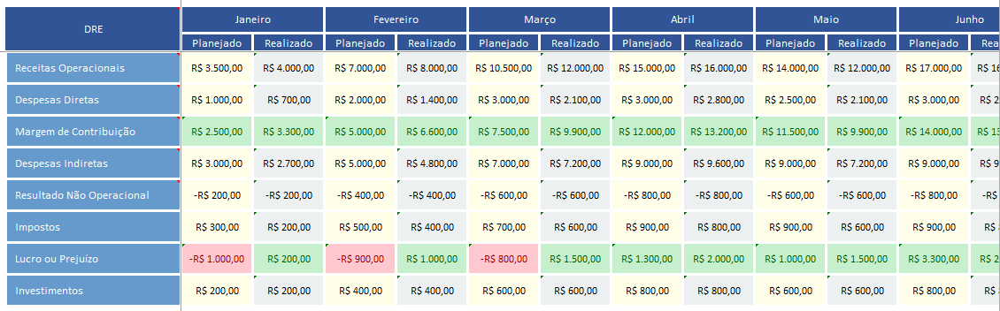 DRE Janeiro Fevereiro Março Abril Maio Junho
Planejado Realizado Planejado Realizado Planejado Realizado Planejado Realizado Planejado Realizado Planejado
Receitas Operacionais R$ 3.500,00 R$ 4.000,00 R$ 7.000,00 R$ 8.000,00 R$ 10.500,00 R$ 12.000,00 R$ 15.000,00 R$ 16.000,00 R$ 14.000,00 R$ 12.000,00 R$ 17.000,00
Despesas Diretas R$ 1.000,00 R$ 700,00 R$ 2.000,00 R$ 1.400,00 R$ 3.000,00 R$ 2.100,00 R$ 3.000,00 R$ 2.800,00 R$ 2.500,00 R$ 2.100,00 R$ 3.000,00
Margem de Contribuição R$ 2.500,00 R$ 3.300,00 R$ 5.000,00 R$ 6.600,00 R$ 7.500,00 R$ 9.900,00 R$ 12.000,00 R$ 13.200,00 R$ 11.500,00 R$ 9.900,00 R$ 14.000,00
Despesas Indiretas R$ 3.000,00 R$ 2.700,00 R$ 5.000,00 R$ 4.800,00 R$ 7.000,00 R$ 7.200,00 R$ 9.000,00 R$ 9.600,00 R$ 9.000,00 R$ 7.200,00 R$ 9.000,00
Resultado Não Operacional -R$ 200,00 -R$ 200,00 -R$ 400,00 -R$ 400,00 -R$ 600,00 -R$ 600,00 -R$ 800,00 -R$ 800,00 -R$ 600,00 -R$ 600,00 -R$ 800,00
Impostos R$ 300,00 R$ 200,00 R$ 500,00 R$ 400,00 R$ 700,00 R$ 600,00 R$ 900,00 R$ 800,00 R$ 900,00 R$ 600,00 R$ 900,00
Lucro ou Prejuízo -R$ 1.000,00 R$ 200,00 -R$ 900,00 R$ 1.000,00 -R$ 800,00 R$ 1.500,00 R$ 1.300,00 R$ 2.000,00 R$ 1.000,00 R$ 1.500,00 R$ 3.300,00
Investimentos R$ 200,00 R$ 200,00 R$ 400,00 R$ 400,00 R$ 600,00 R$ 600,00 R$ 800,00 R$ 800,00 R$ 600,00 R$ 600,00 R$ 800,00